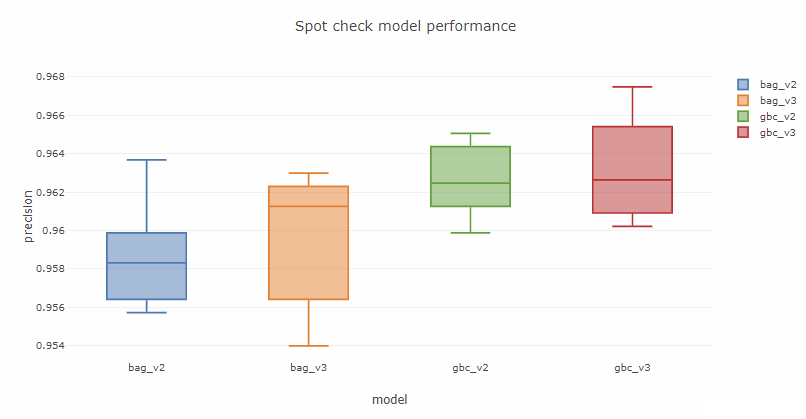 Spot check model performance
0.968
0.966
0.964
0.962
0.96
0.958
0.956
0.954
precision
bag_v2
bag_v3
gbc_v2
gbc_v3
model
bag_v2
bag_v3
gbc_v2
gbc_v3